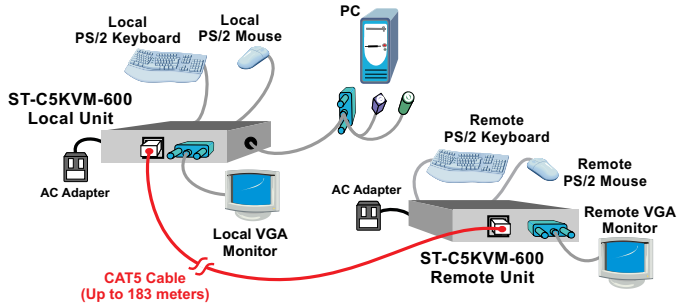 Local
PS/2 Keyboard
Local
PS/2 Mouse
PC
ST-C5KVM-600
Local Unit
AC Adapter
Local VGA
Monitor
CAT5 Cable
(Up to 183 meters)
Remote
PS/2 Keyboard
Remote
PS/2 Mouse
AC Adapter
Remote VGA
Monitor
ST-C5KVM-600
Remote Unit